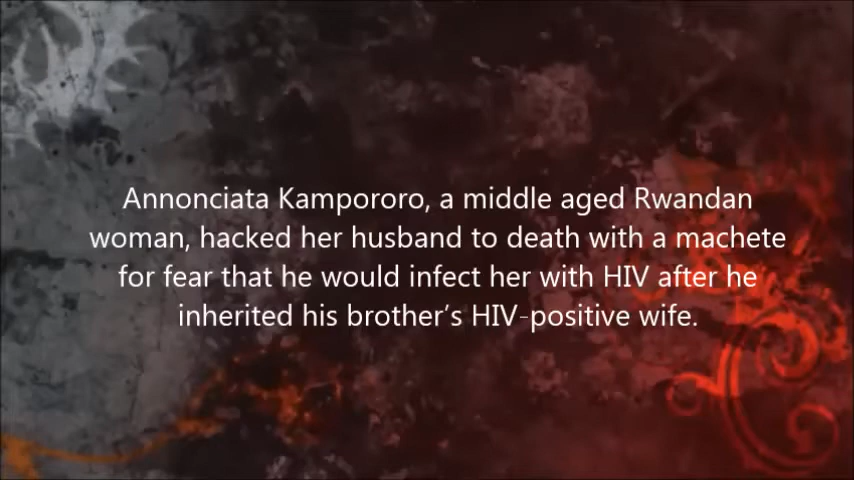 Annonciata Kampororo, a middle aged Rwandan
woman, hacked her husband to death with a machete
for fear that he would infect her with HIV after he
inherited his brother’s HIV-positive wife.